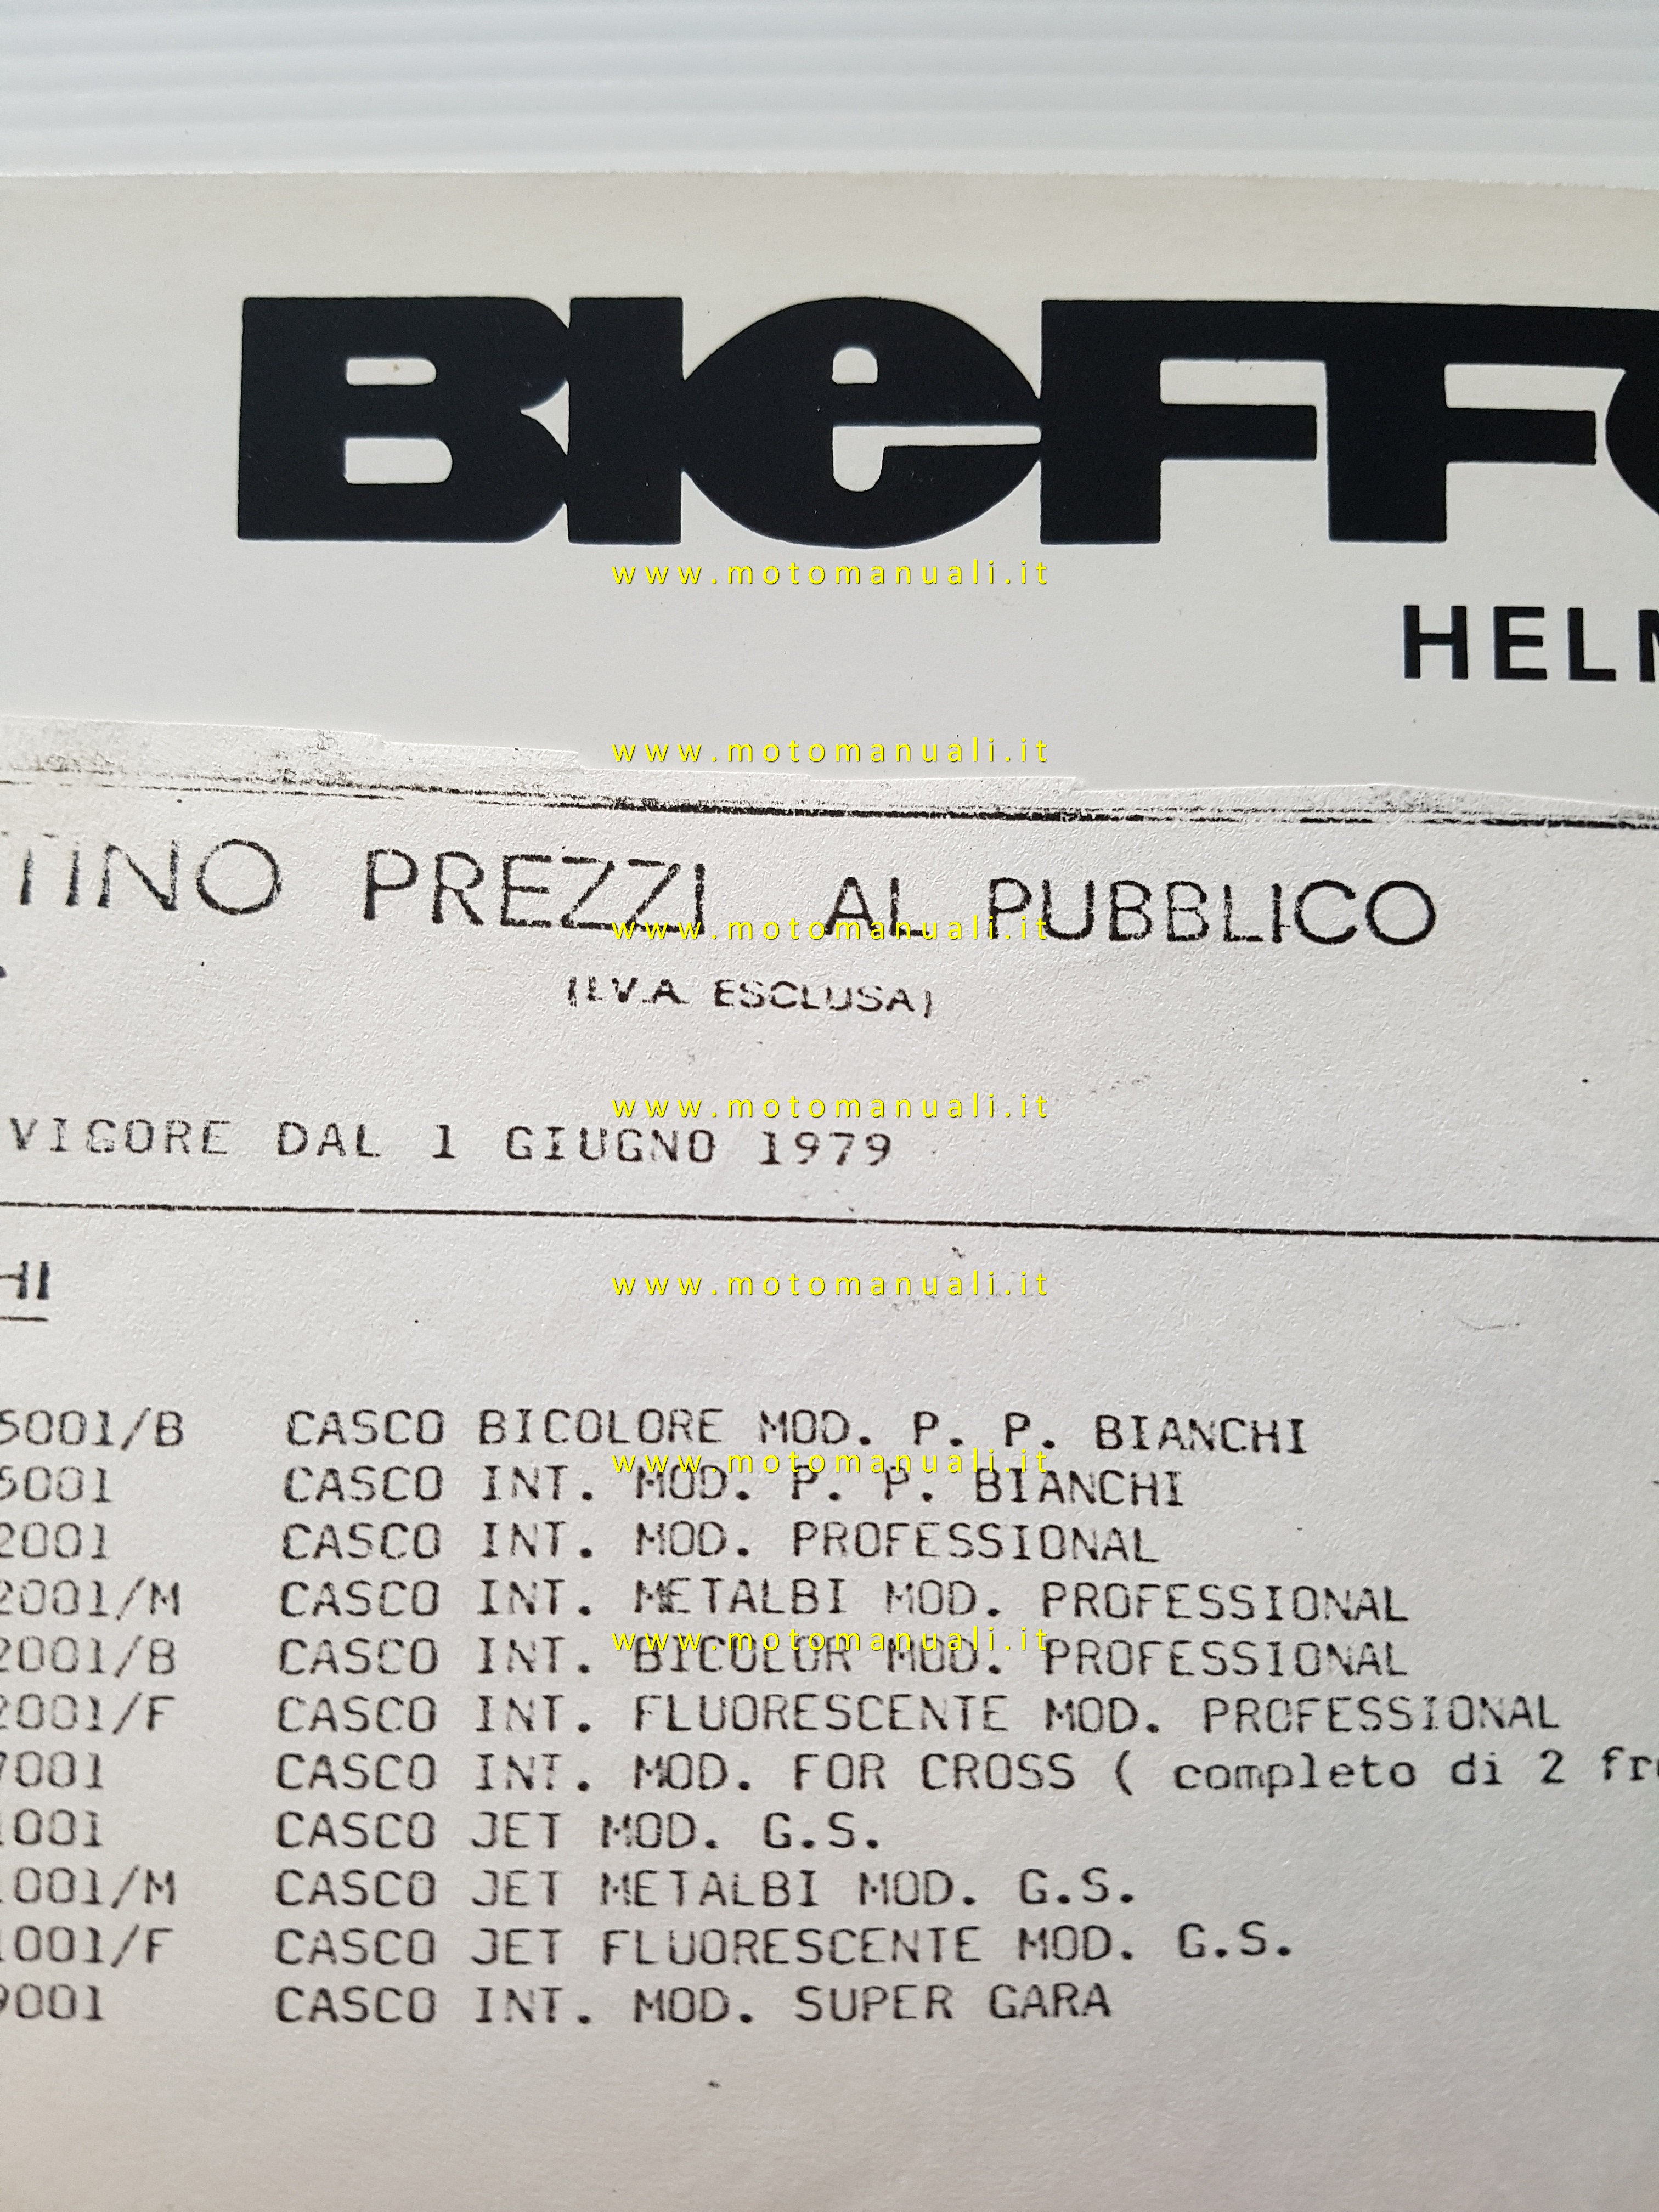 BIeFF
www.motomanuali.it
HEL
www.motomanuali.it
TINO PREZZI AL PUBBLICO
www.motomanuali.it
(I.V.A. ESCLUSA)
www.motomanuali.it
VIGORE DAL 1 GIUGNO 1979
www.motomanuali.it
HI
5001/B CASCO BICOLORE MOD. P. P. BIANCHI
www.motomanuali.it
5001 CASCO INT. MOD. P. P. BIANCHI
2001 CASCO INT. MOD. PROFESSIONAL
2001/M CASCO INT. METALBI MOD. PROFESSIONAL
www.motomanuali.it
2001/B CASCO INT. BICOLOR MOD. PROFESSIONAL
2001/F CASCO INT. FLUORESCENTE MOD. PROFESSIONAL
7001 CASCO INT. MOD. FOR CROSS ( completo di 2 fr
1001 CASCO JET MOD. G.S.
1001/M CASCO JET METALBI MOD. G.S.
1001/F CASCO JET FLUORESCENTE MOD. G.S.
9001 CASCO INT. MOD. SUPER GARA